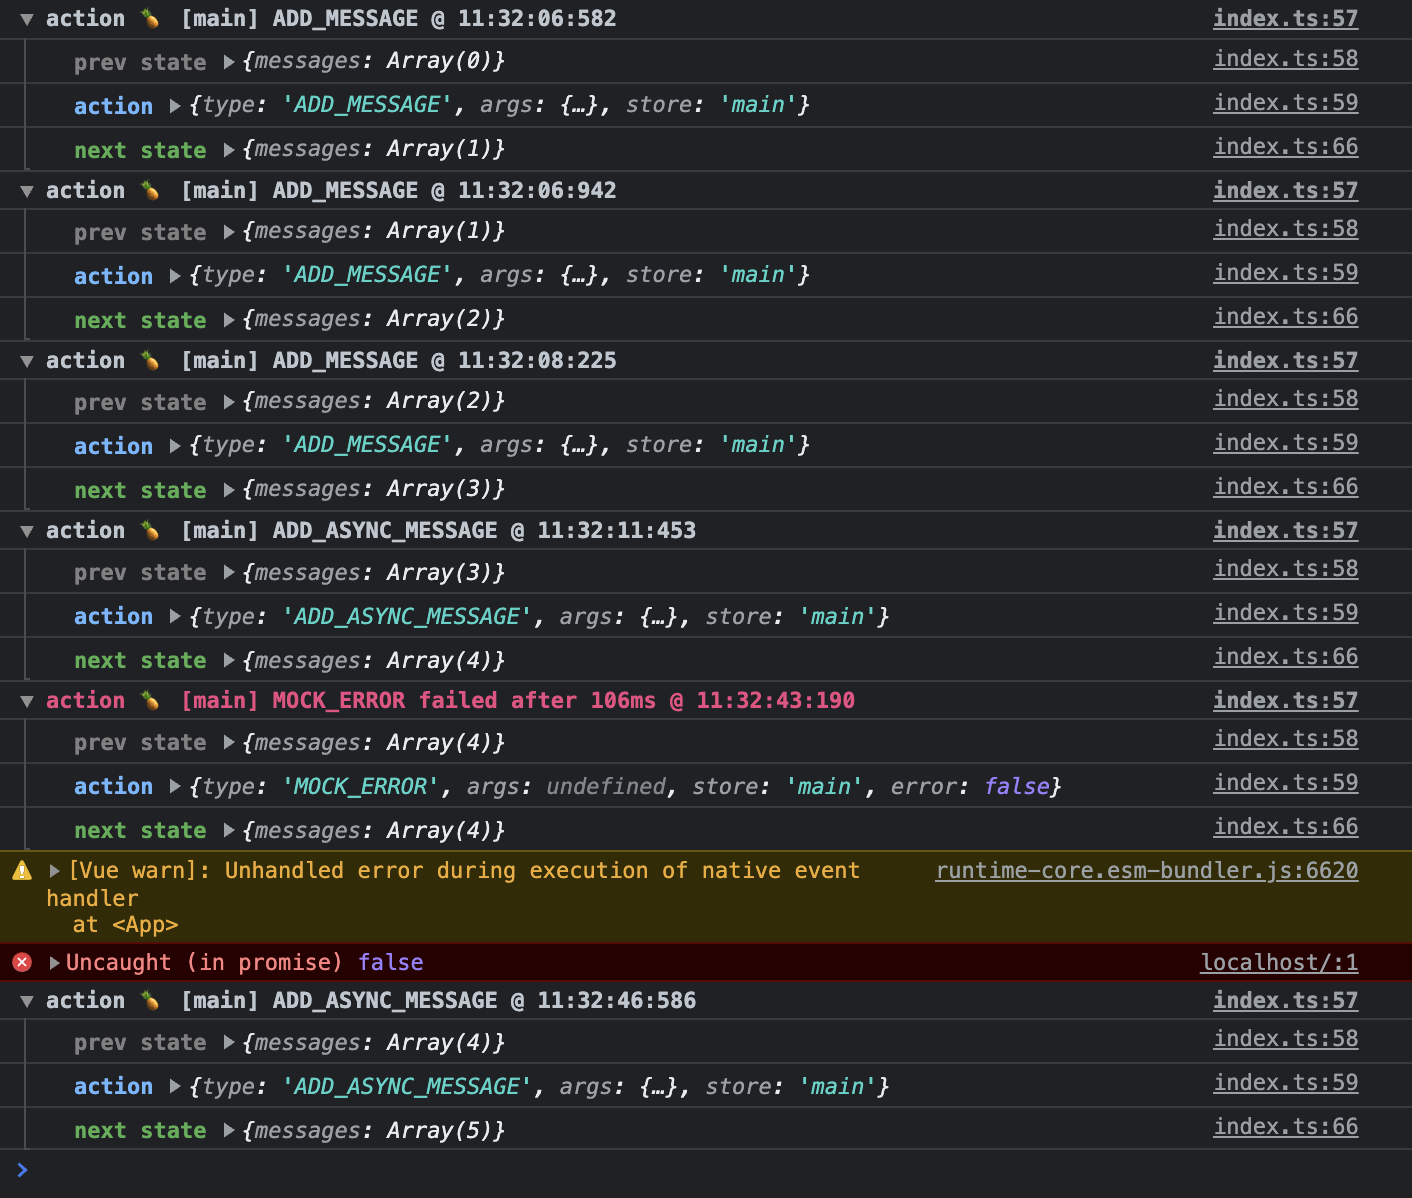 action 🍍 [main] ADD_MESSAGE @ 11:32:06:582 index.ts:57
prev state ▶{messages: Array(0)} index.ts:58
action ▶{type: 'ADD_MESSAGE', args: {…}, store: 'main'} index.ts:59
next state ▶{messages: Array(1)} index.ts:66
action 🍍 [main] ADD_MESSAGE @ 11:32:06:942 index.ts:57
prev state ▶{messages: Array(1)} index.ts:58
action ▶{type: 'ADD_MESSAGE', args: {…}, store: 'main'} index.ts:59
next state ▶{messages: Array(2)} index.ts:66
action 🍍 [main] ADD_MESSAGE @ 11:32:08:225 index.ts:57
prev state ▶{messages: Array(2)} index.ts:58
action ▶{type: 'ADD_MESSAGE', args: {…}, store: 'main'} index.ts:59
next state ▶{messages: Array(3)} index.ts:66
action 🍍 [main] ADD_ASYNC_MESSAGE @ 11:32:11:453 index.ts:57
prev state ▶{messages: Array(3)} index.ts:58
action ▶{type: 'ADD_ASYNC_MESSAGE', args: {…}, store: 'main'} index.ts:59
next state ▶{messages: Array(4)} index.ts:66
action 🍍 [main] MOCK_ERROR failed after 106ms @ 11:32:43:190 index.ts:57
prev state ▶{messages: Array(4)} index.ts:58
action ▶{type: 'MOCK_ERROR', args: undefined, store: 'main', error: false} index.ts:59
next state ▶{messages: Array(4)} index.ts:66
▶[Vue warn]: Unhandled error during execution of native event runtime-core.esm-bundler.js:6620
handler
at <App>
▶Uncaught (in promise) false localhost/:1
action 🍍 [main] ADD_ASYNC_MESSAGE @ 11:32:46:586 index.ts:57
prev state ▶{messages: Array(4)} index.ts:58
action ▶{type: 'ADD_ASYNC_MESSAGE', args: {…}, store: 'main'} index.ts:59
next state ▶{messages: Array(5)} index.ts:66